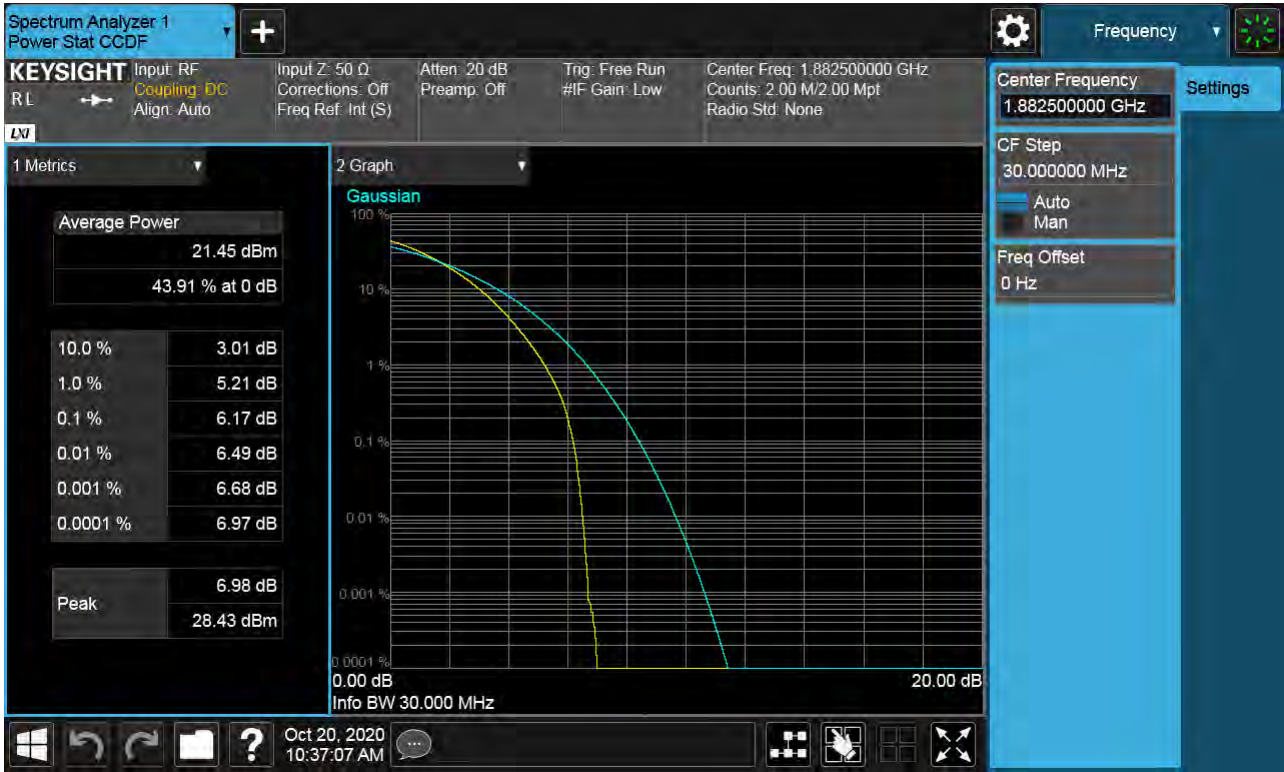 Spectrum Analyzer 1
Power Stat CCDF
+
Frequency
KEYSIGHT
RL
LXI
Input: RF
Coupling: DC
Align: Auto
Input Z: 50 Ω
Corrections: Off
Freq Ref: Int (S)
Atten: 20 dB
Preamp: Off
Trig: Free Run
#IF Gain: Low
Center Freq: 1.882500000 GHz
Counts: 2.00 M/2.00 Mpt
Radio Std: None
Center Frequency
1.882500000 GHz
Settings
CF Step
30.000000 MHz
Auto
Man
Freq Offset
0 Hz
1 Metrics
Average Power
21.45 dBm
43.91 % at 0 dB
10.0 % 3.01 dB
1.0 % 5.21 dB
0.1 % 6.17 dB
0.01 % 6.49 dB
0.001 % 6.68 dB
0.0001 % 6.97 dB
Peak
6.98 dB
28.43 dBm
2 Graph
Gaussian
100 %
10 %
1 %
0.1 %
0.01 %
0.001 %
0.0001 %
0.00 dB
20.00 dB
Info BW 30.000 MHz
?
Oct 20, 2020
10:37:07 AM